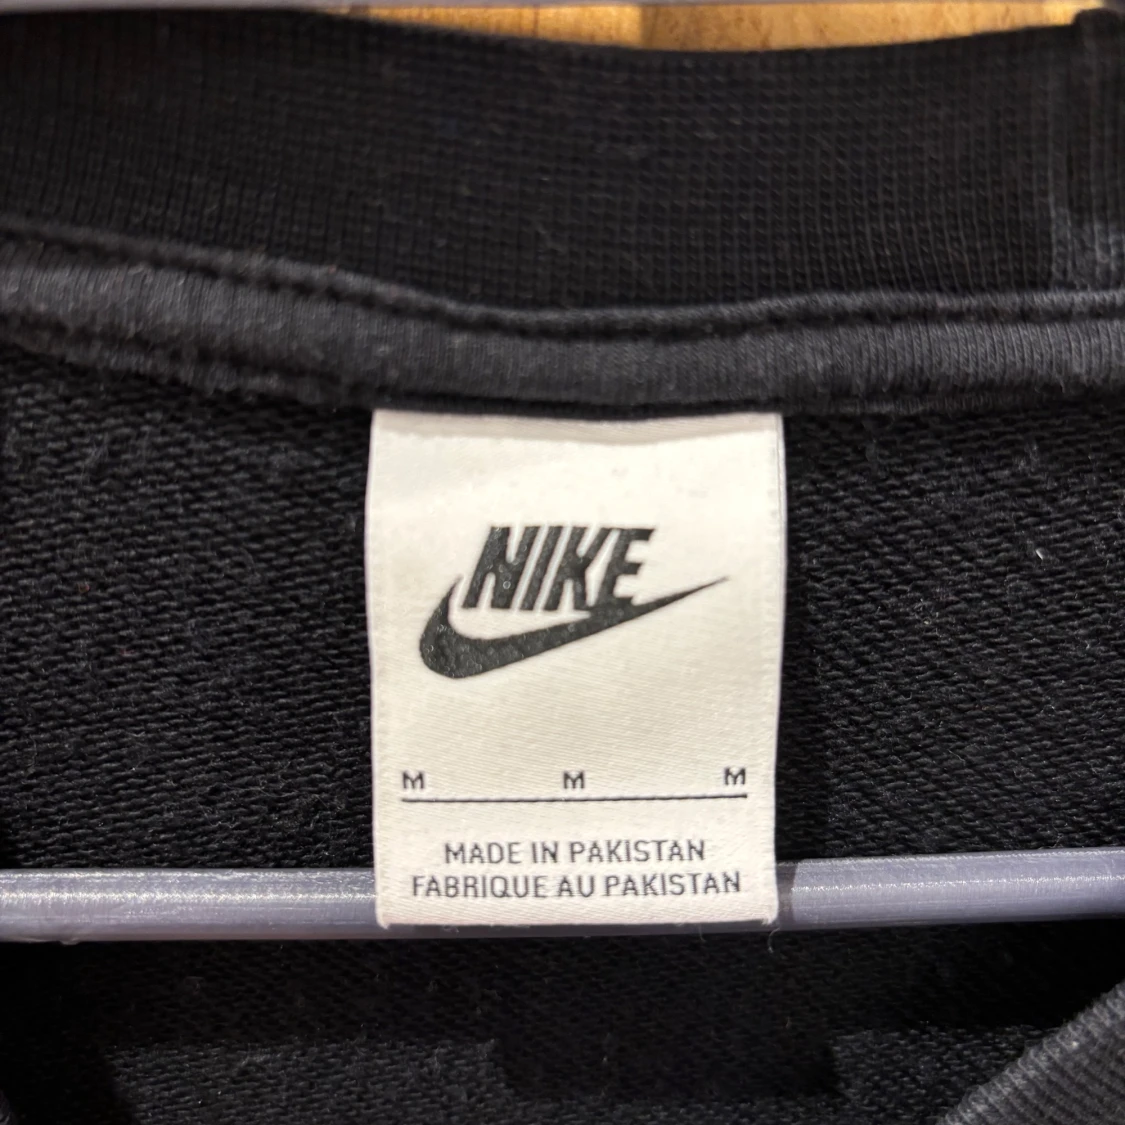 NIKE
M M M
MADE IN PAKISTAN
FABRIQUE AU PAKISTAN